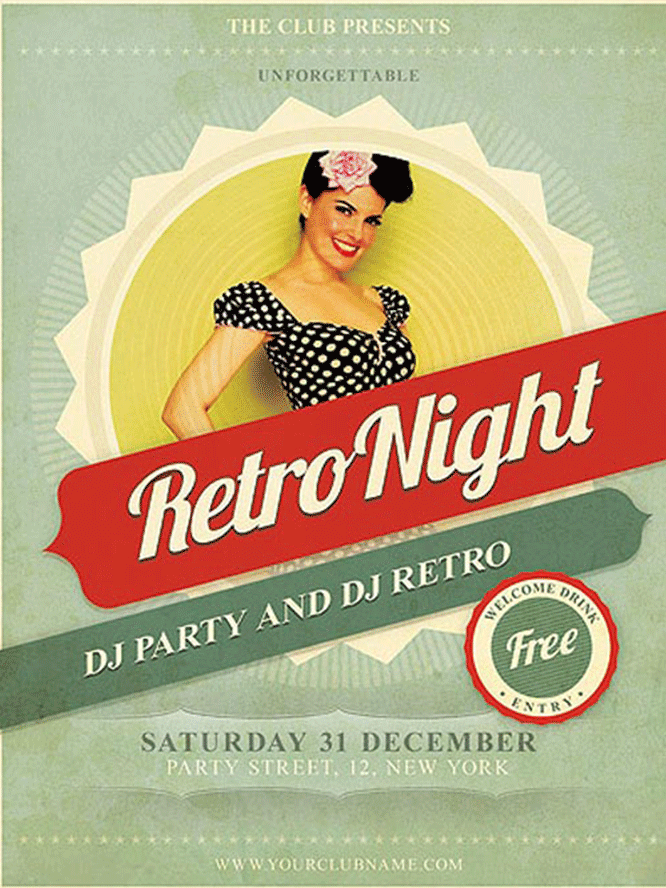 THE CLUB PRESENTS
UNFORGETTABLE
Retro Night
DJ PARTY AND DJ RETRO
WELCOME DRINK
Free
• ENTRY •
SATURDAY 31 DECEMBER
PARTY STREET, 12, NEW YORK
WWW.YOURCLUBNAME.COM